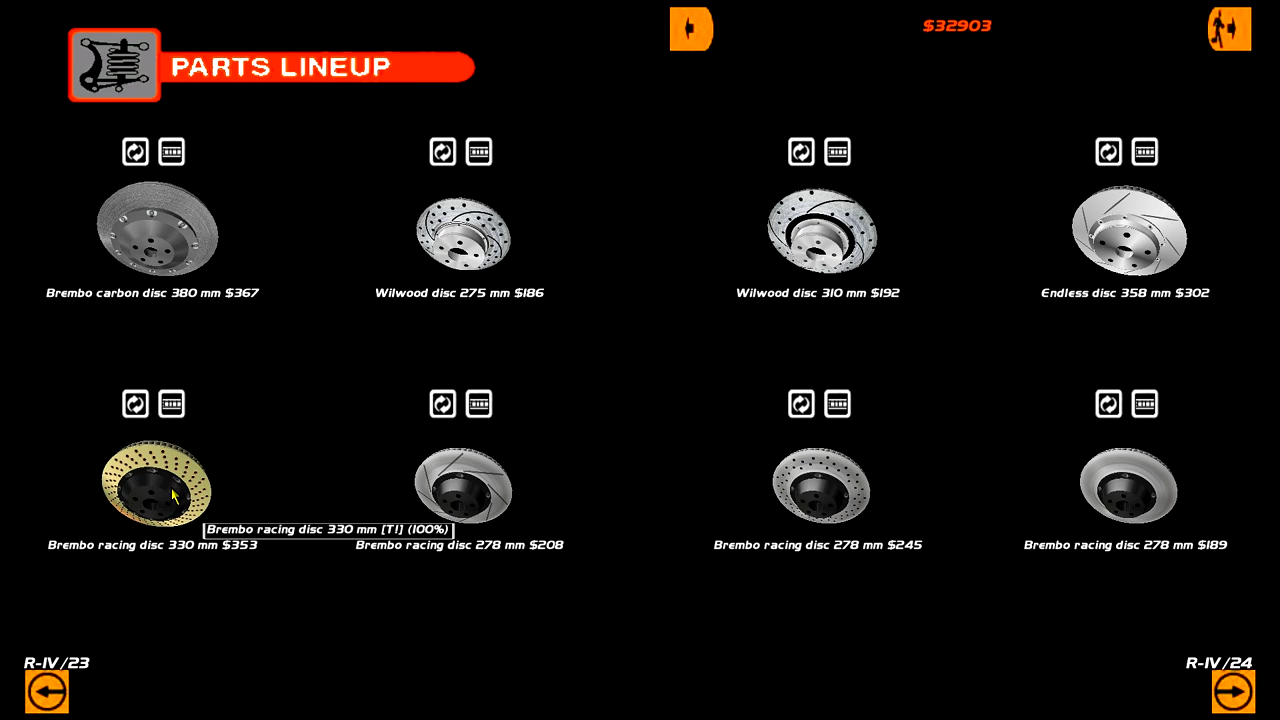 $32903
PARTS LINEUP
Brembo carbon disc 380 mm $367
Wilwood disc 275 mm $186
Wilwood disc 310 mm $192
Endless disc 358 mm $302
Brembo racing disc 330 mm [T1] (100%)
Brembo racing disc 330 mm $353
Brembo racing disc 278 mm $208
Brembo racing disc 278 mm $245
Brembo racing disc 278 mm $189
R-IV/23
R-IV/24